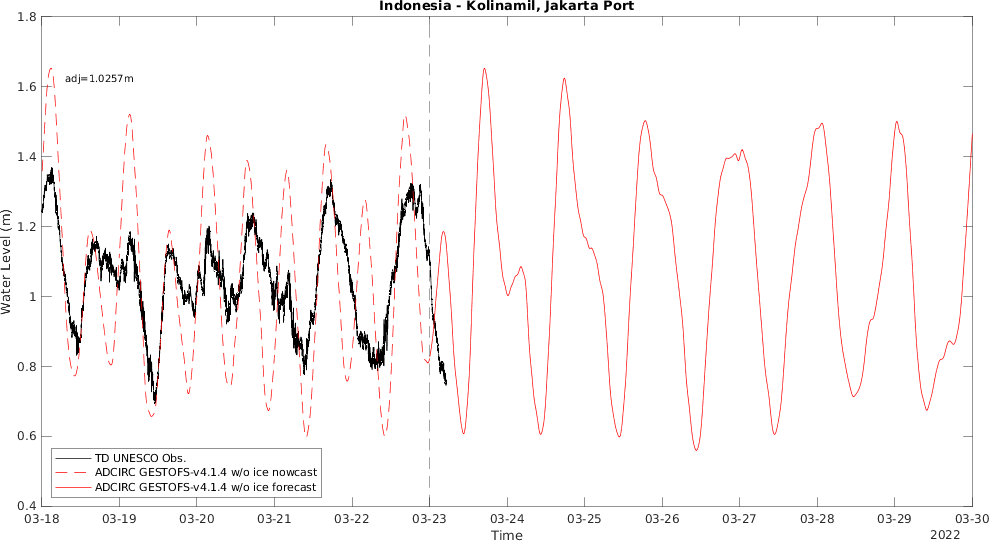 Indonesia - Kolinamil, Jakarta Port
1.8
1.6
1.4
1.2
1
0.8
0.6
0.4
Water Level (m)
adj=1.0257m
TD UNESCO Obs.
ADCIRC GESTOFS-v4.1.4 w/o ice nowcast
ADCIRC GESTOFS-v4.1.4 w/o ice forecast
03-18 03-19 03-20 03-21 03-22 03-23 03-24 03-25 03-26 03-27 03-28 03-29 03-30
Time
2022